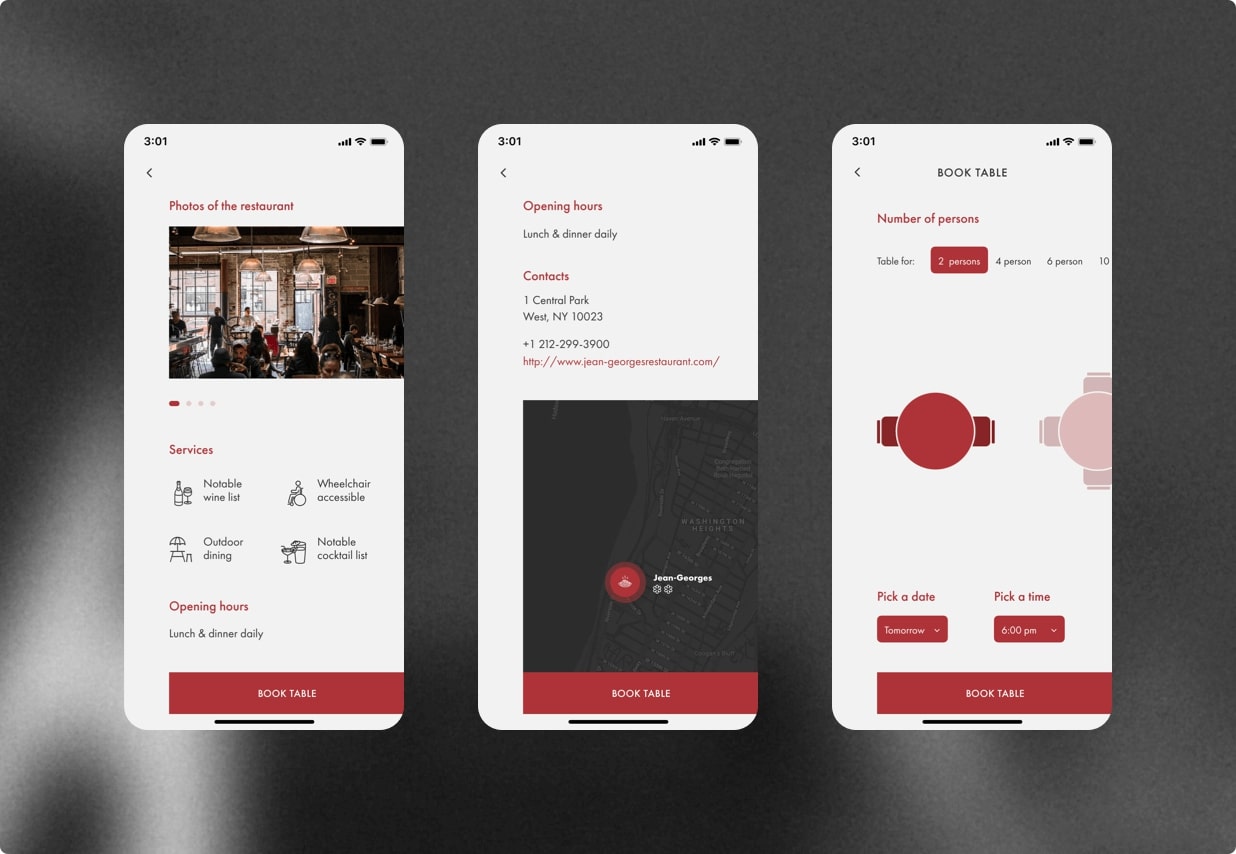 3:01
Photos of the restaurant
Services
Notable
wine list
Wheelchair
accessible
Outdoor
dining
Notable
cocktail list
Opening hours
Lunch & dinner daily
BOOK TABLE
3:01
Opening hours
Lunch & dinner daily
Contacts
1 Central Park
West, NY 10023
+1 212-299-3900
http://www.jean-georgesrestaurant.com/
Haven Avenue
WASHINGTON
HEIGHTS
Jean-Georges
BOOK TABLE
3:01
BOOK TABLE
Number of persons
Table for:
2 persons
4 person
6 person
10
Pick a date
Pick a time
Tomorrow
6:00 pm
BOOK TABLE